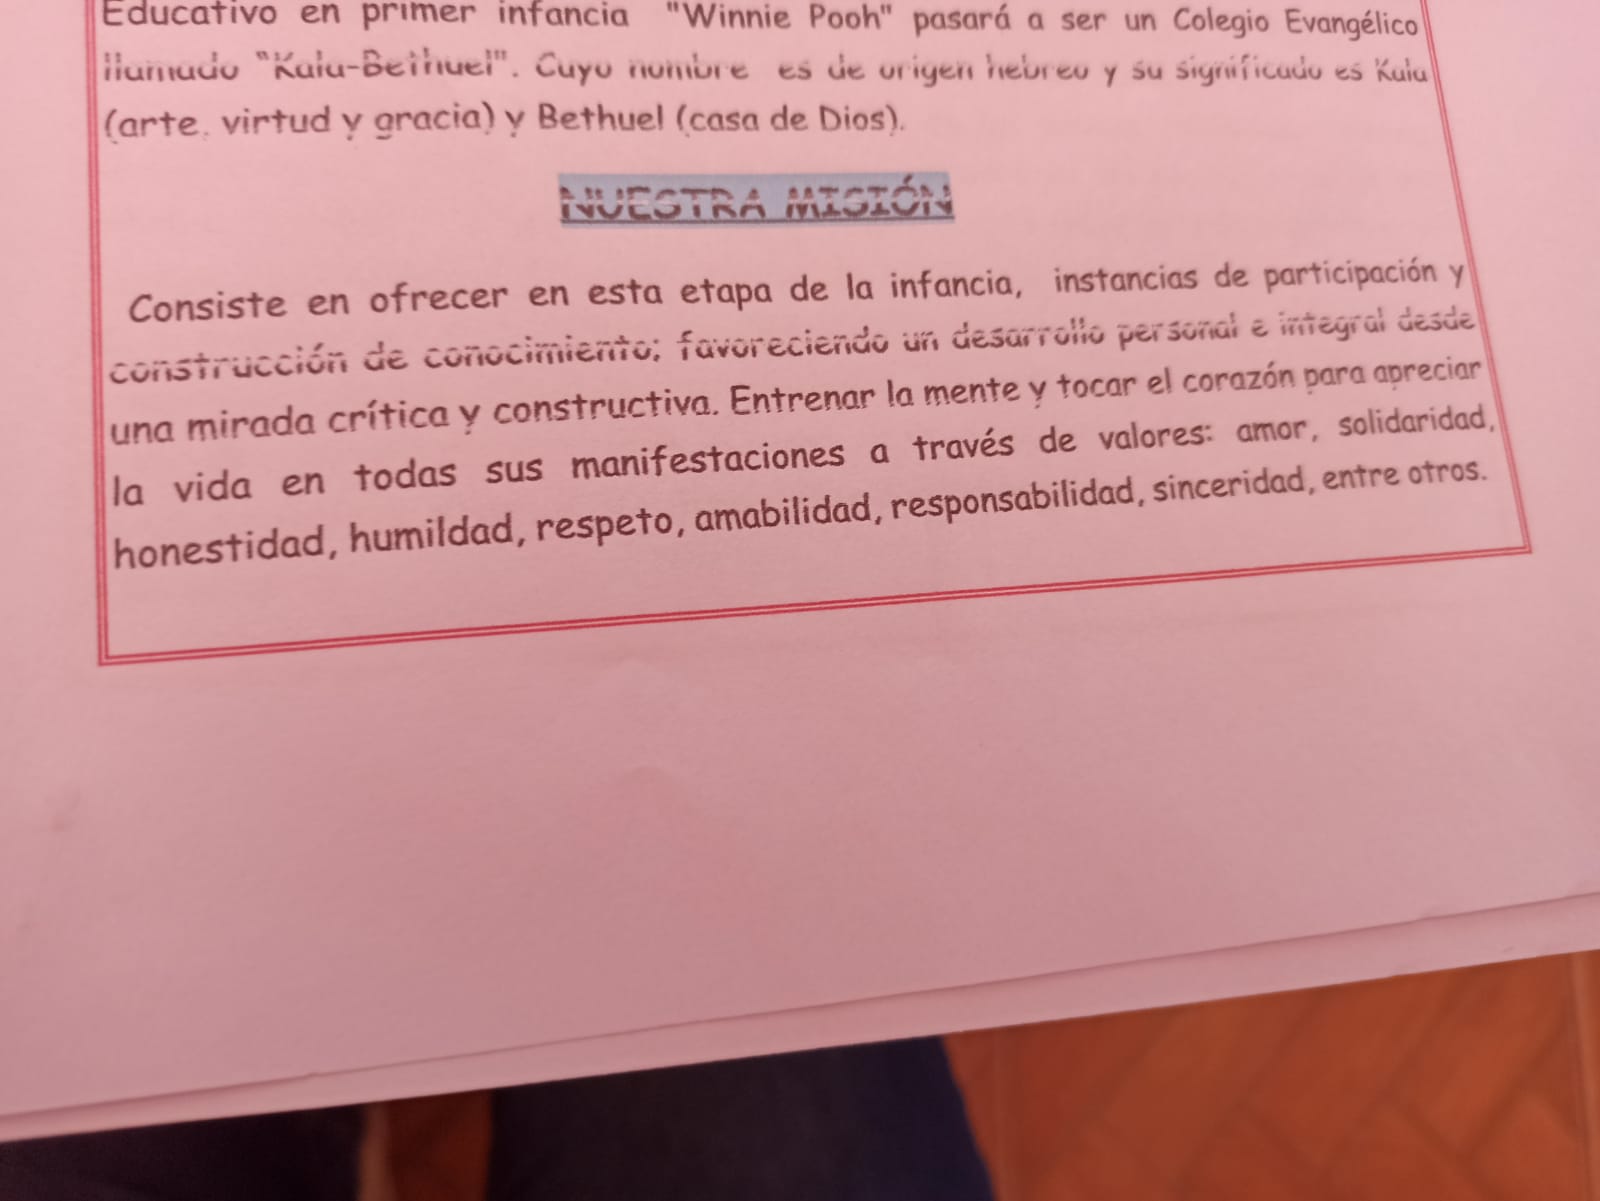 Educativo en primer infancia "Winnie Pooh" pasará a ser un Colegio Evangélico
llamado "Kalu-Bethuel". Cuyo nombre es de origen hebreo y su significado es Kalu
(arte, virtud y gracia) y Bethuel (casa de Dios).
NUESTRA MISIÓN
Consiste en ofrecer en esta etapa de la infancia, instancias de participación y
construcción de conocimiento; favoreciendo un desarrollo personal e integral desde
una mirada crítica y constructiva. Entrenar la mente y tocar el corazón para apreciar
la vida en todas sus manifestaciones a través de valores: amor, solidaridad,
honestidad, humildad, respeto, amabilidad, responsabilidad, sinceridad, entre otros.